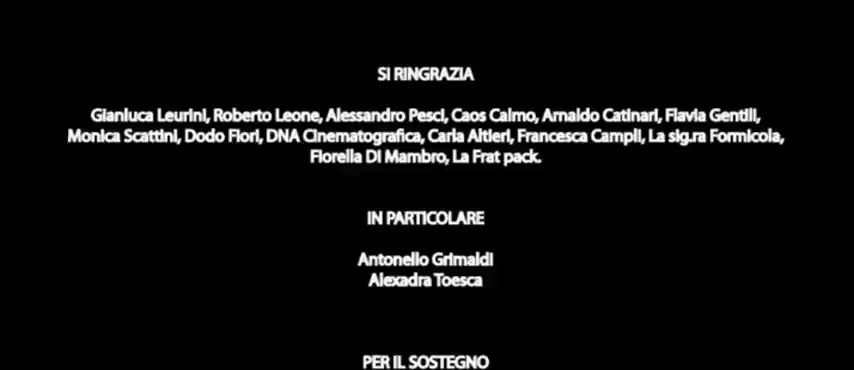 SI RINGRAZIA
Gianluca Leurini, Roberto Leone, Alessandro Pesci, Caos Calmo, Arnaldo Catinari, Flavia Gentili,
Monica Scattini, Dodo Fiori, DNA Cinematografica, Carla Altieri, Francesca Campli, La sig.ra Formicola,
Fiorella Di Mambro, La Frat pack.
IN PARTICOLARE
Antonello Grimaldi
Alexadra Toesca
PER IL SOSTEGNO